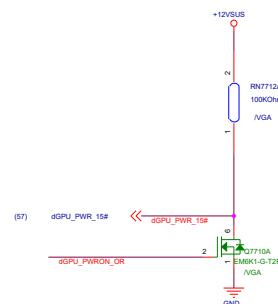 +12VSUS
2
RN7712A
100KOhm
/VGA
1
(57) dGPU_PWR_15#
dGPU_PWR_15#
6
2
Q7710A
1
EM6K1-G-T2R
dGPU_PWRON_OR
/VGA
GND